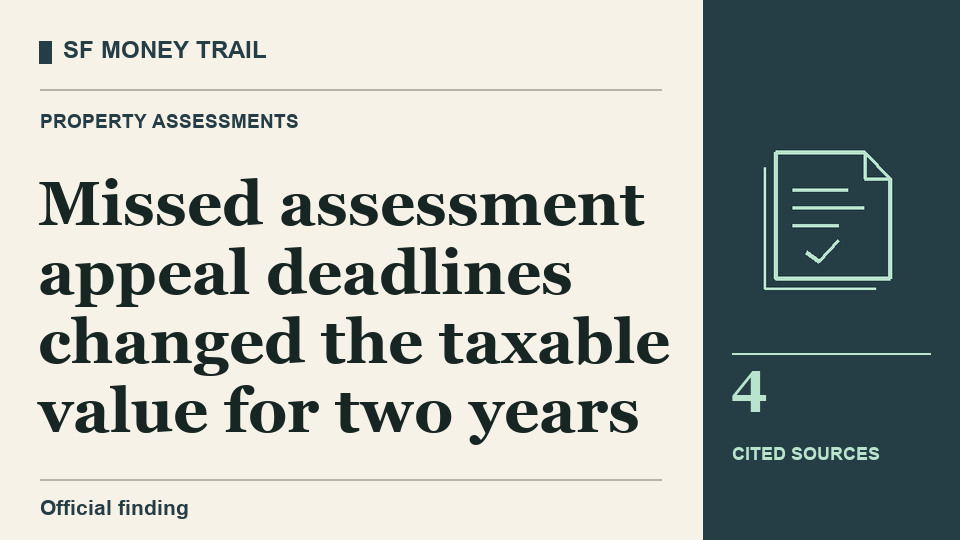 SF MONEY TRAIL
PROPERTY ASSESSMENTS
Missed assessment
appeal deadlines
changed the taxable
value for two years
Official finding
4
CITED SOURCES